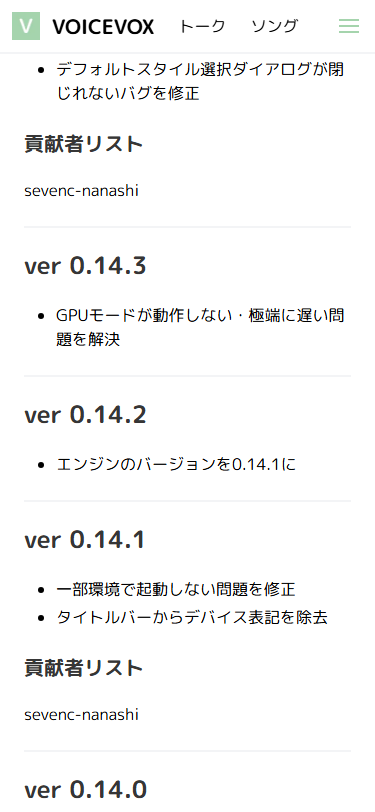 V VOICEVOX トーク ソング
デフォルトスタイル選択ダイアログが閉
じれないバグを修正
貢献者リスト
sevenc-nanashi
ver 0.14.3
GPUモードが動作しない・極端に遅い問
題を解決
ver 0.14.2
エンジンのバージョンを0.14.1に
ver 0.14.1
一部環境で起動しない問題を修正
タイトルバーからデバイス表記を除去
貢献者リスト
sevenc-nanashi
ver 0.14.0